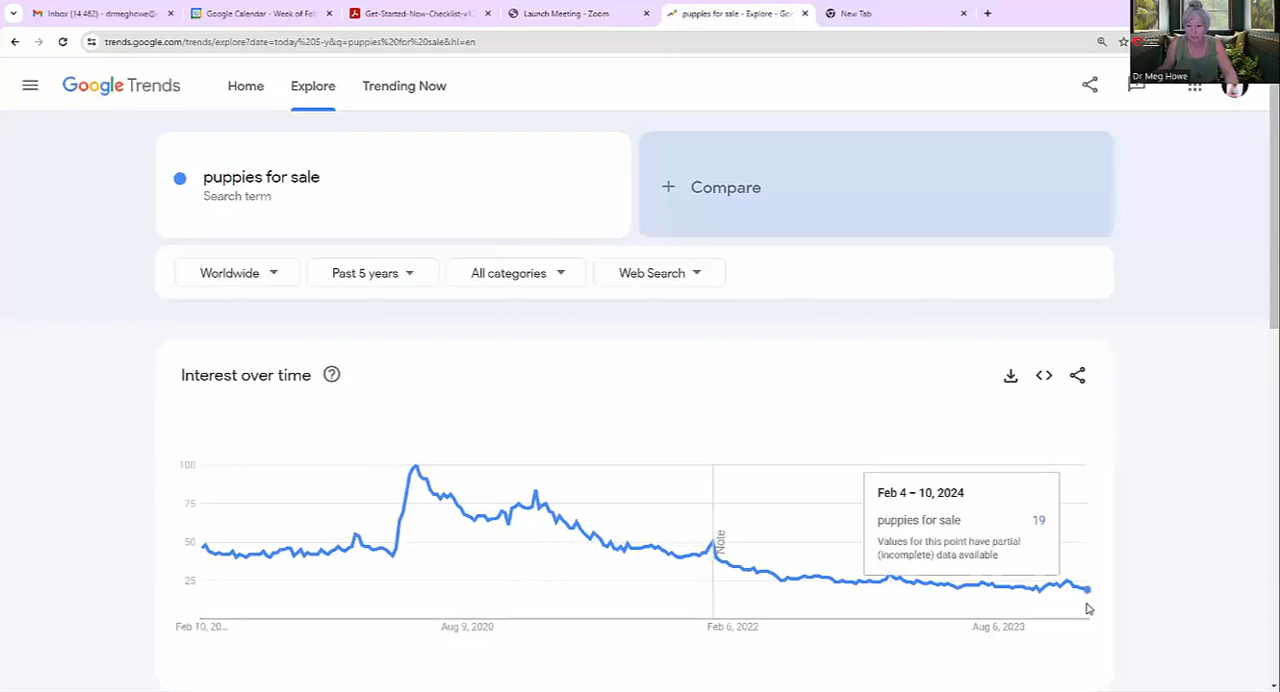 Inbox (14,462) - drmeghowe@
Google Calendar - Week of Feb
Get-Started-Now-Checklist-v1.
Launch Meeting - Zoom
puppies for sale - Explore - Goo
New Tab
trends.google.com/trends/explore?date=today%205-y&q=puppies%20for%20sale&hl=en
Dr Meg Howe
Google Trends
Home
Explore
Trending Now
puppies for sale
Search term
+ Compare
Worldwide
Past 5 years
All categories
Web Search
Interest over time
100
75
50
25
Note
Feb 4 – 10, 2024
puppies for sale 19
Values for this point have partial
(incomplete) data available
Feb 10, 20...
Aug 9, 2020
Feb 6, 2022
Aug 6, 2023